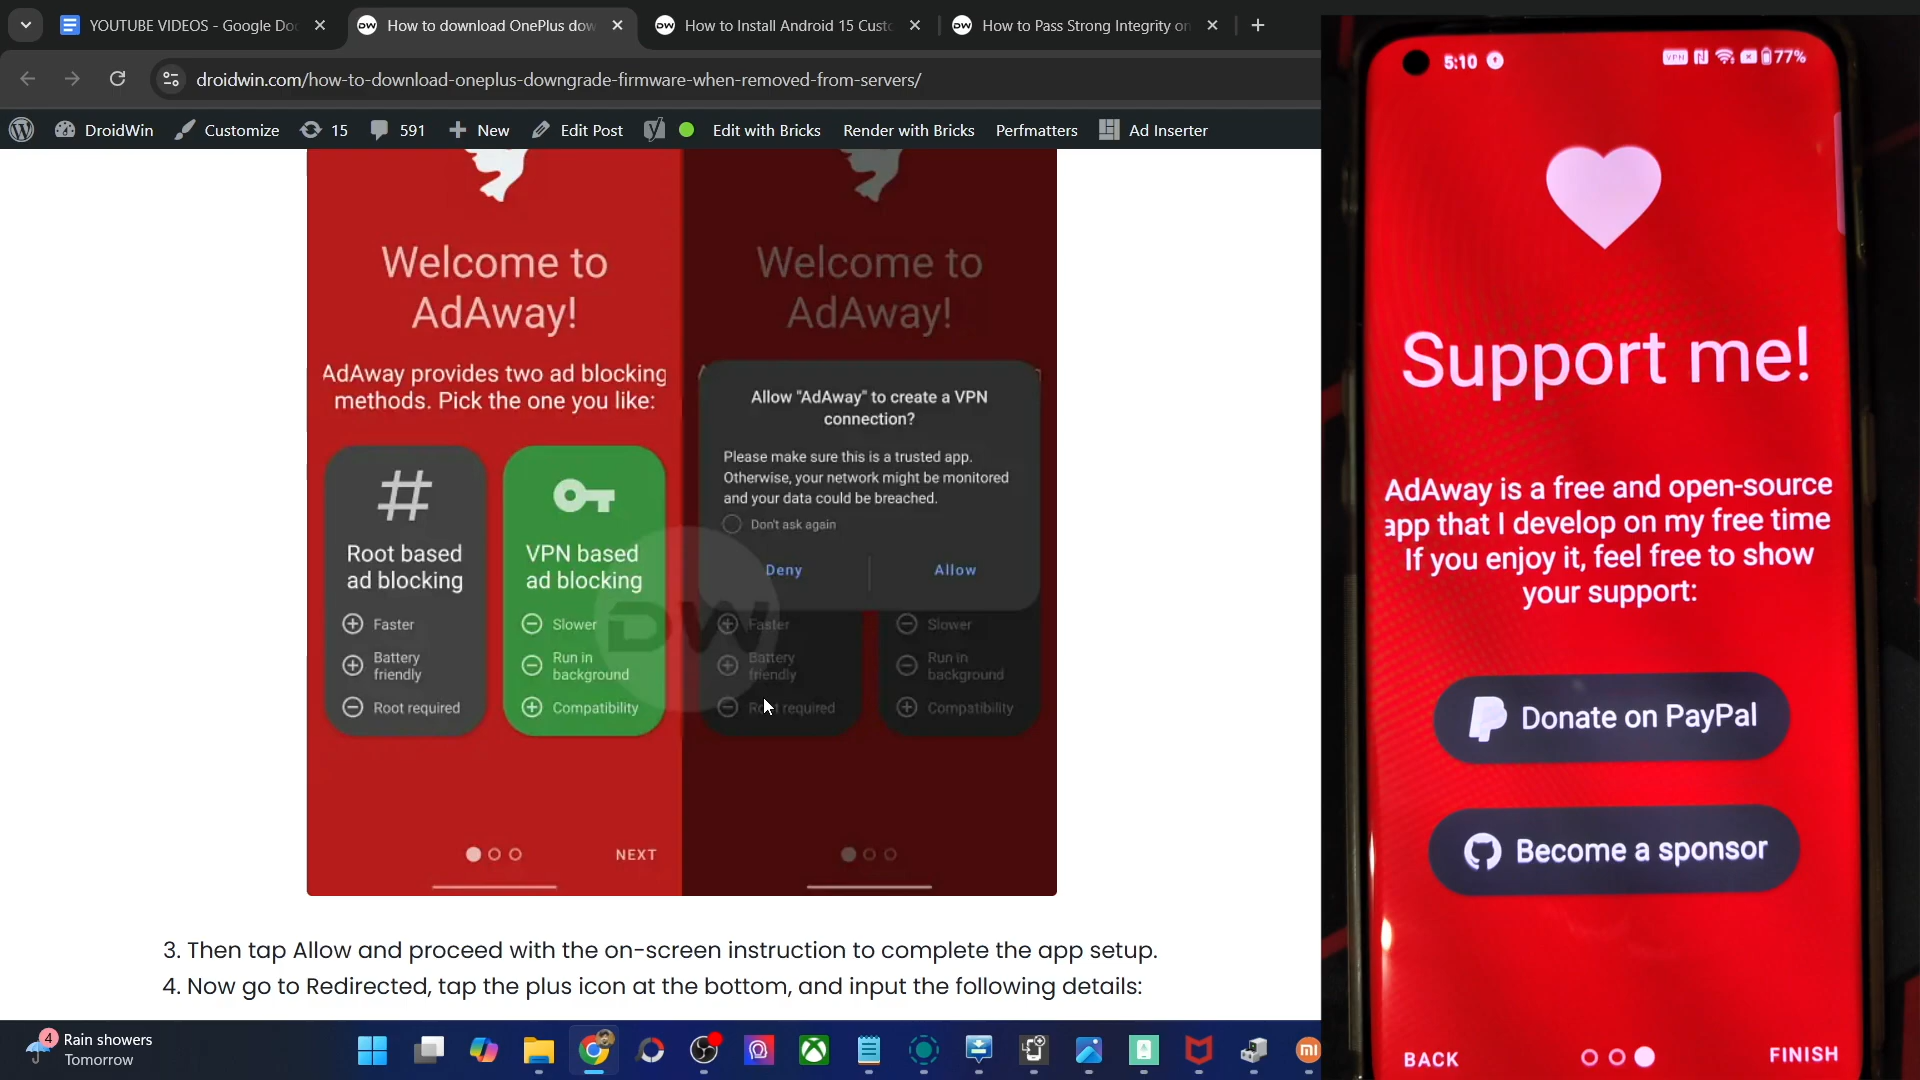 YOUTUBE VIDEOS - Google Doc
How to download OnePlus dow
How to Install Android 15 Custo
How to Pass Strong Integrity on
droidwin.com/how-to-download-oneplus-downgrade-firmware-when-removed-from-servers/
DroidWin
Customize
15
591
New
Edit Post
Edit with Bricks
Render with Bricks
Perfmatters
Ad Inserter
Welcome to
AdAway!
AdAway provides two ad blocking
methods. Pick the one you like:
Root based
ad blocking
Faster
Battery
friendly
Root required
VPN based
ad blocking
Slower
Run in
background
Compatibility
NEXT
Welcome to
AdAway!
Allow "AdAway" to create a VPN
connection?
Please make sure this is a trusted app.
Otherwise, your network might be monitored
and your data could be breached.
Don't ask again
Deny
Allow
Faster
Battery
friendly
Root required
Slower
Run in
background
Compatibility
DW
3. Then tap Allow and proceed with the on-screen instruction to complete the app setup.
4. Now go to Redirected, tap the plus icon at the bottom, and input the following details:
4
Rain showers
Tomorrow
5:10
VPN
77%
Support me!
AdAway is a free and open-source
app that I develop on my free time
If you enjoy it, feel free to show
your support:
Donate on PayPal
Become a sponsor
BACK
FINISH